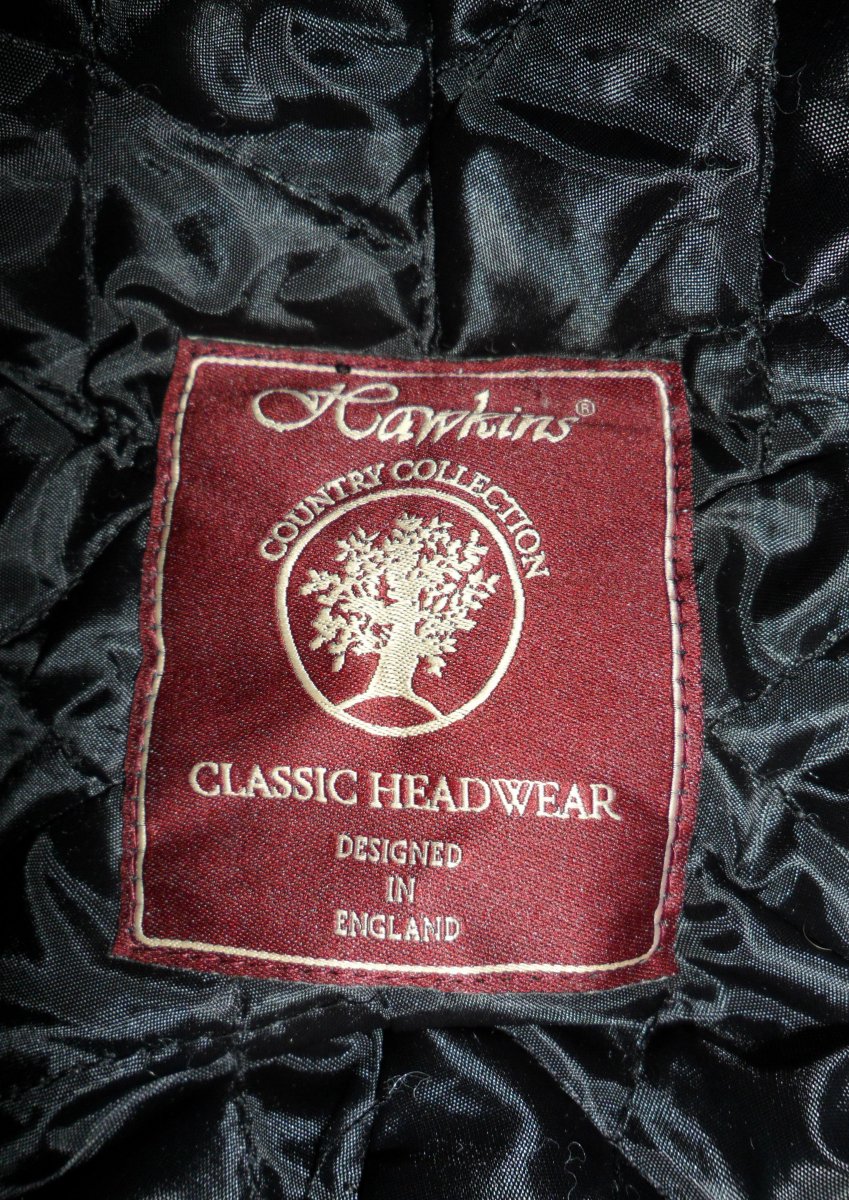 Hawkins®
COUNTRY COLLECTION
CLASSIC HEADWEAR
DESIGNED
IN
ENGLAND